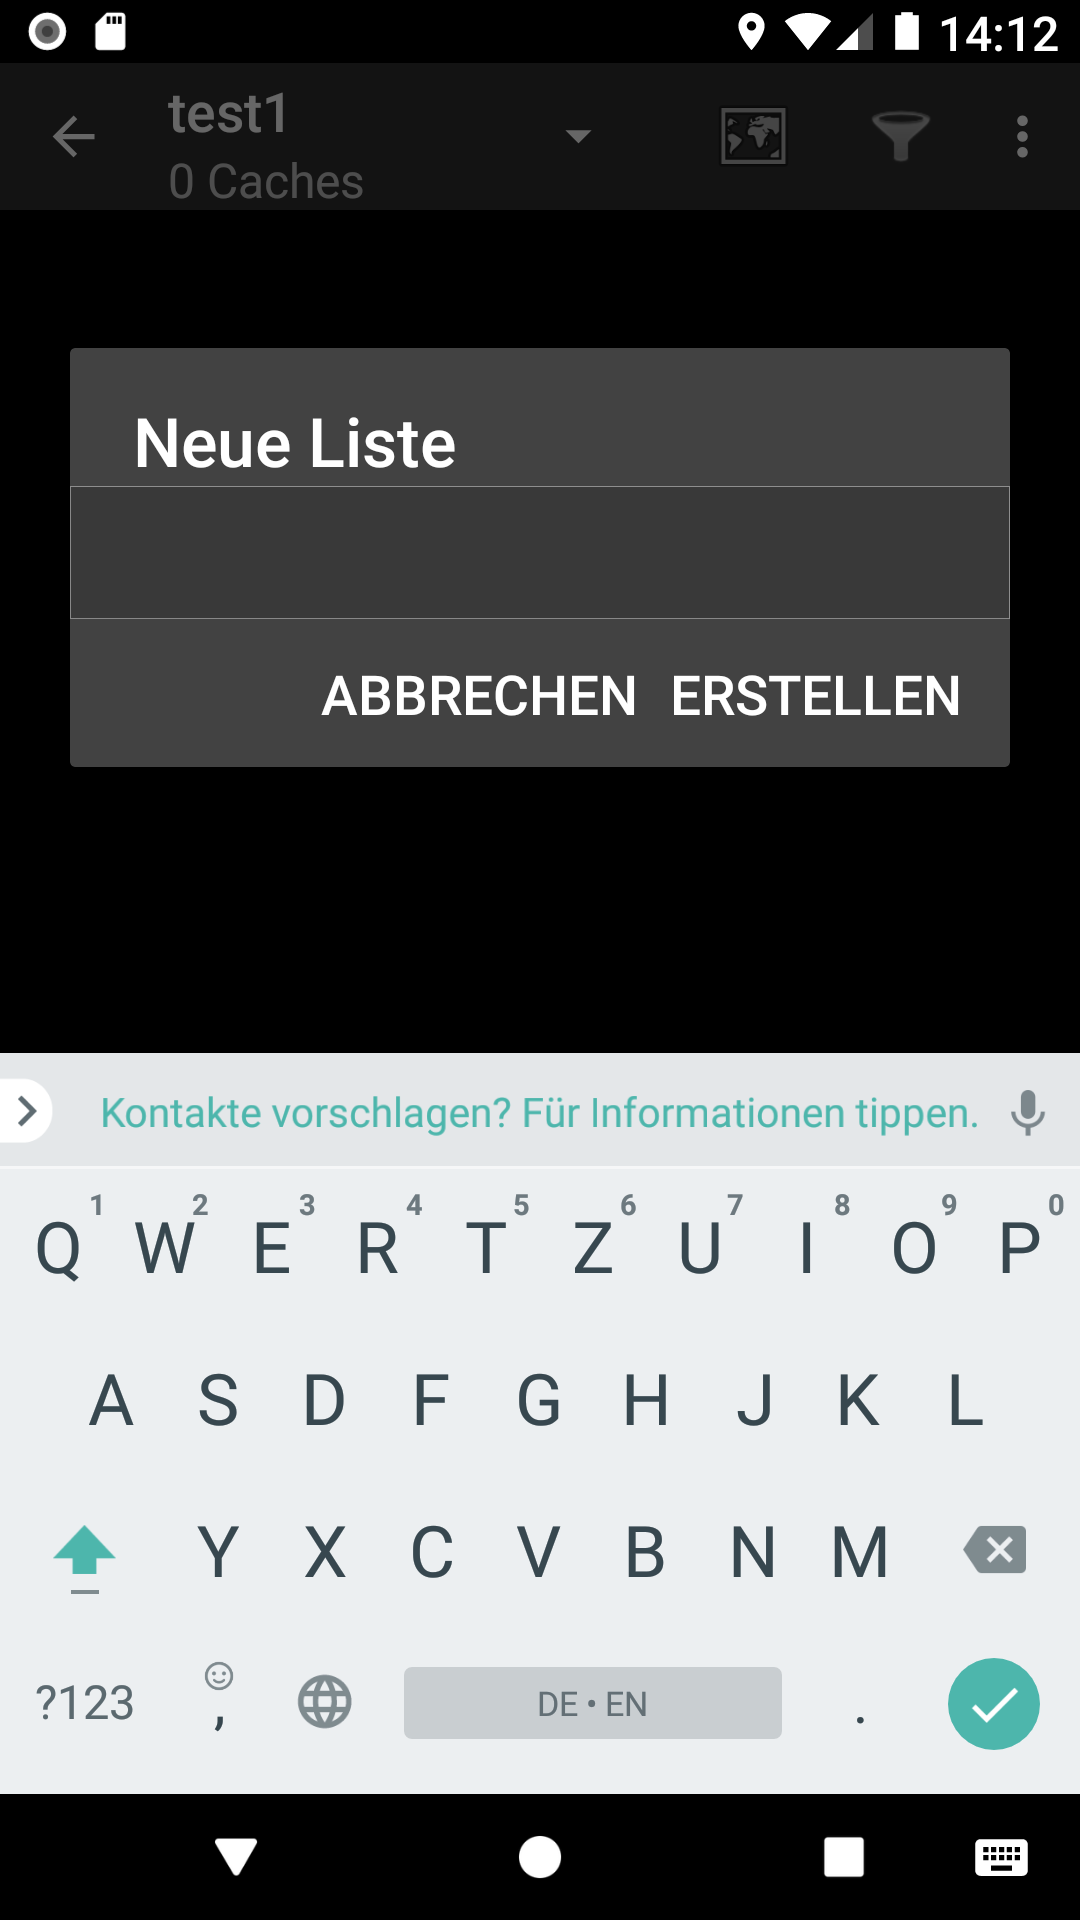 14:12
test1
0 Caches
Neue Liste
ABBRECHEN ERSTELLEN
Kontakte vorschlagen? Für Informationen tippen.
1 2 3 4 5 6 7 8 9 0
Q W E R T Z U I O P
A S D F G H J K L
Y X C V B N M
?123 , DE • EN .